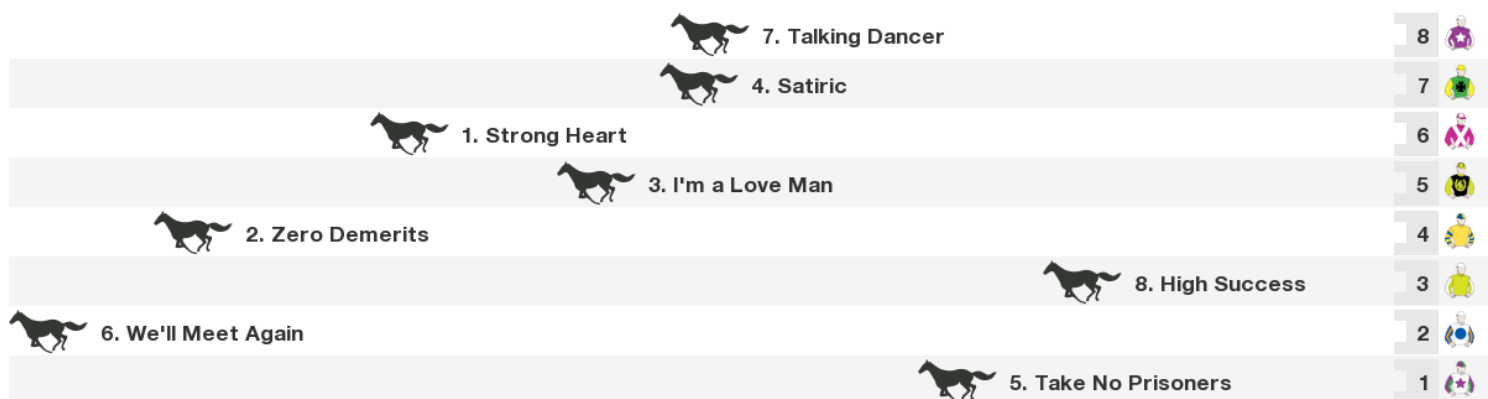 7. Talking Dancer 8
4. Satiric 7
1. Strong Heart 6
3. I'm a Love Man 5
2. Zero Demerits 4
8. High Success 3
6. We'll Meet Again 2
5. Take No Prisoners 1